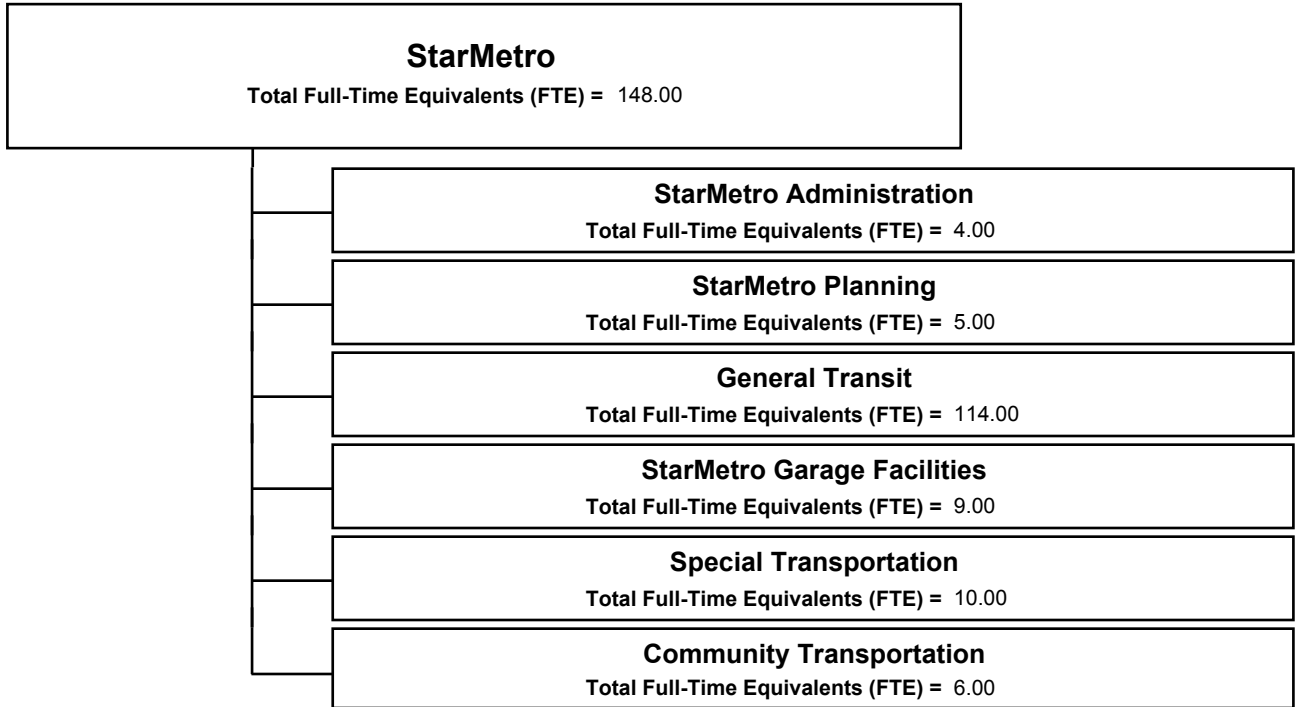 StarMetro
Total Full-Time Equivalents (FTE) = 148.00
StarMetro Administration
Total Full-Time Equivalents (FTE) = 4.00
StarMetro Planning
Total Full-Time Equivalents (FTE) = 5.00
General Transit
Total Full-Time Equivalents (FTE) = 114.00
StarMetro Garage Facilities
Total Full-Time Equivalents (FTE) = 9.00
Special Transportation
Total Full-Time Equivalents (FTE) = 10.00
Community Transportation
Total Full-Time Equivalents (FTE) = 6.00